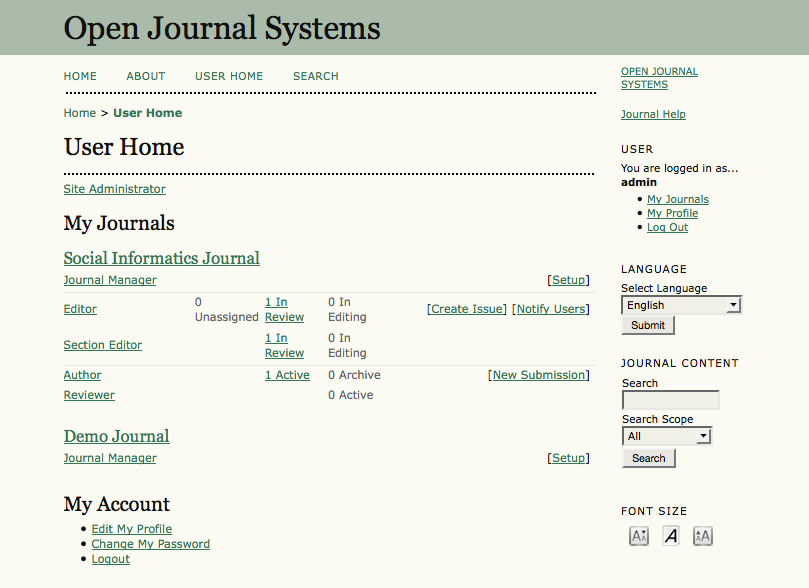 Open Journal Systems
HOME ABOUT USER HOME SEARCH
Home > User Home
User Home
Site Administrator
My Journals
Social Informatics Journal
Journal Manager [Setup]
Editor 0 Unassigned 1 In Review 0 In Editing [Create Issue] [Notify Users]
Section Editor 1 In Review 0 In Editing
Author 1 Active 0 Archive [New Submission]
Reviewer 0 Active
Demo Journal
Journal Manager [Setup]
My Account
Edit My Profile
Change My Password
Logout
OPEN JOURNAL
SYSTEMS
Journal Help
USER
You are logged in as...
admin
My Journals
My Profile
Log Out
LANGUAGE
Select Language
English
Submit
JOURNAL CONTENT
Search
Search Scope
All
Search
FONT SIZE
AA A AA